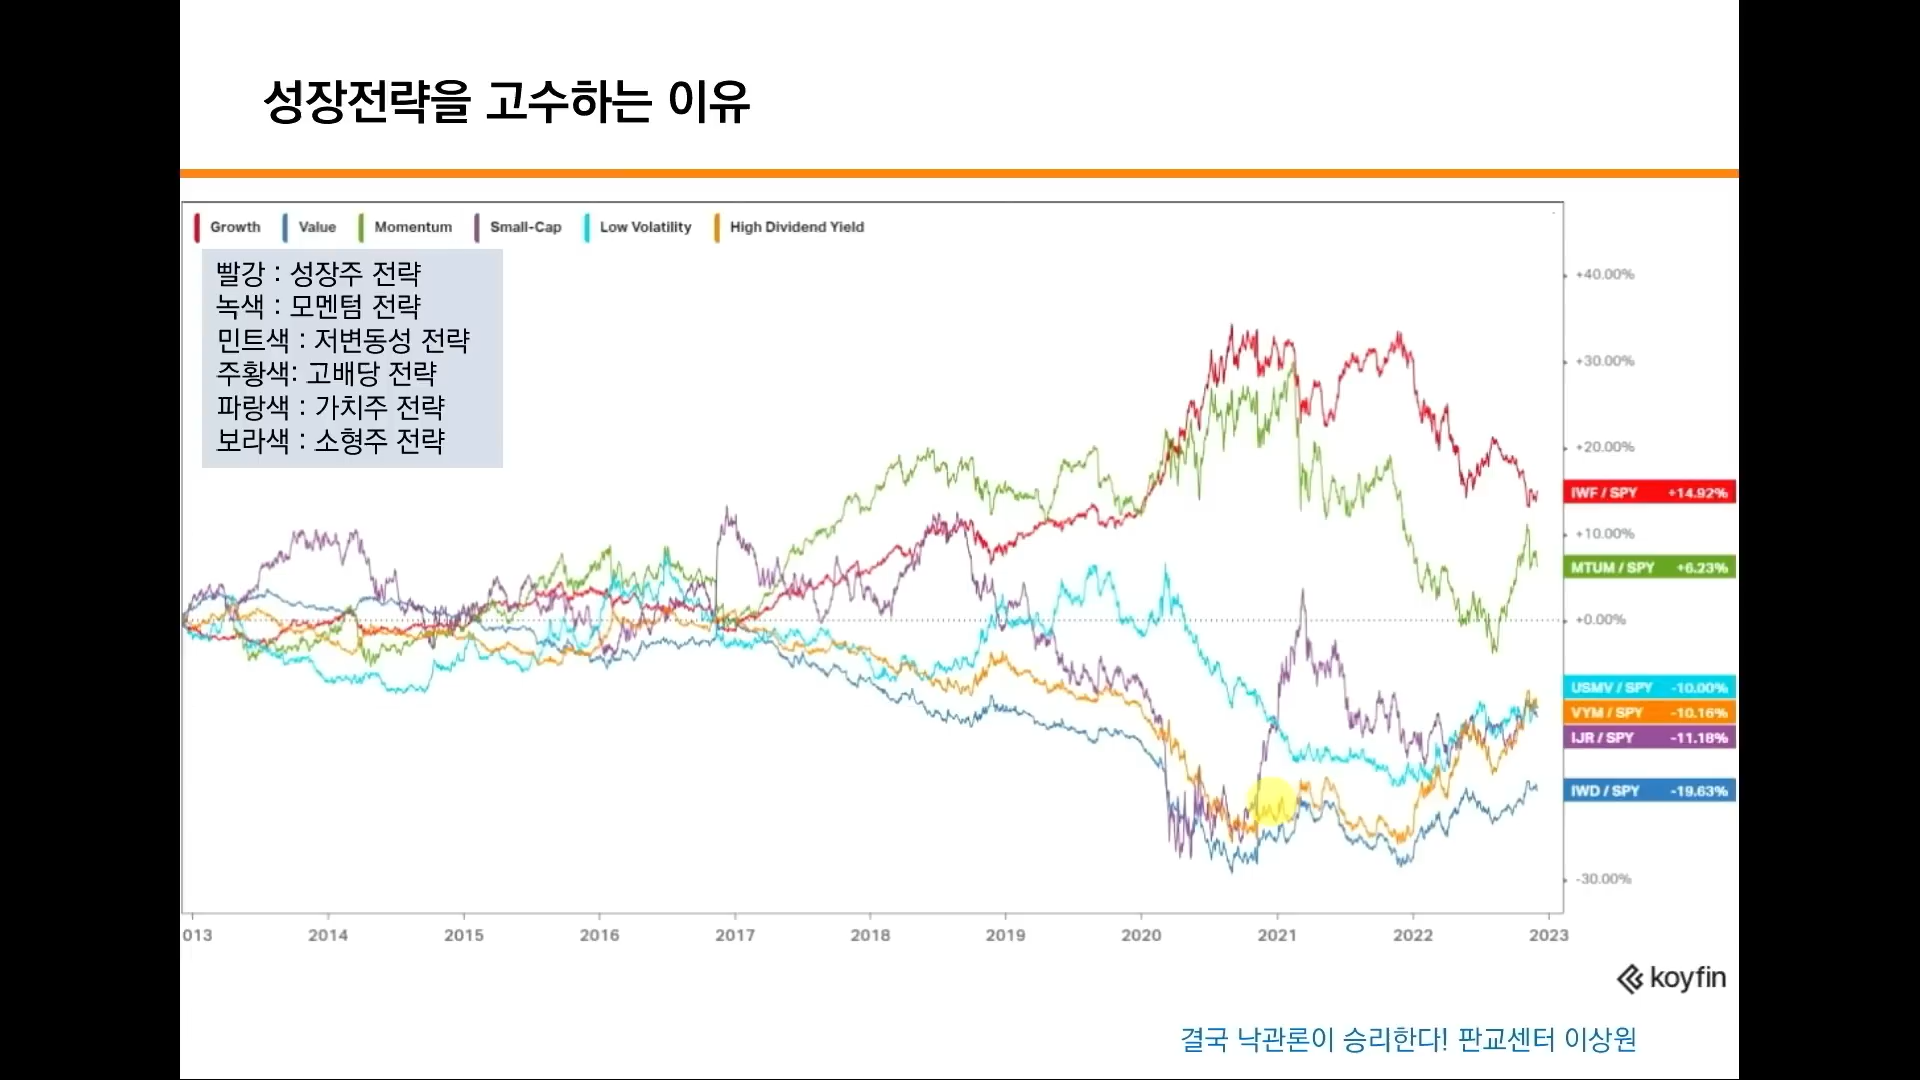 성장전략을 고수하는 이유
Growth Value Momentum Small-Cap Low Volatility High Dividend Yield
빨강 : 성장주 전략
녹색 : 모멘텀 전략
민트색 : 저변동성 전략
주황색: 고배당 전략
파랑색 : 가치주 전략
보라색 : 소형주 전략
+40.00%
+30.00%
+20.00%
IWF / SPY +14.92%
+10.00%
MTUM / SPY +6.23%
+0.00%
USMV / SPY -10.00%
VYM / SPY -10.16%
IJR / SPY -11.18%
IWD / SPY -19.63%
-30.00%
013 2014 2015 2016 2017 2018 2019 2020 2021 2022 2023
koyfin
결국 낙관론이 승리한다! 판교센터 이상원